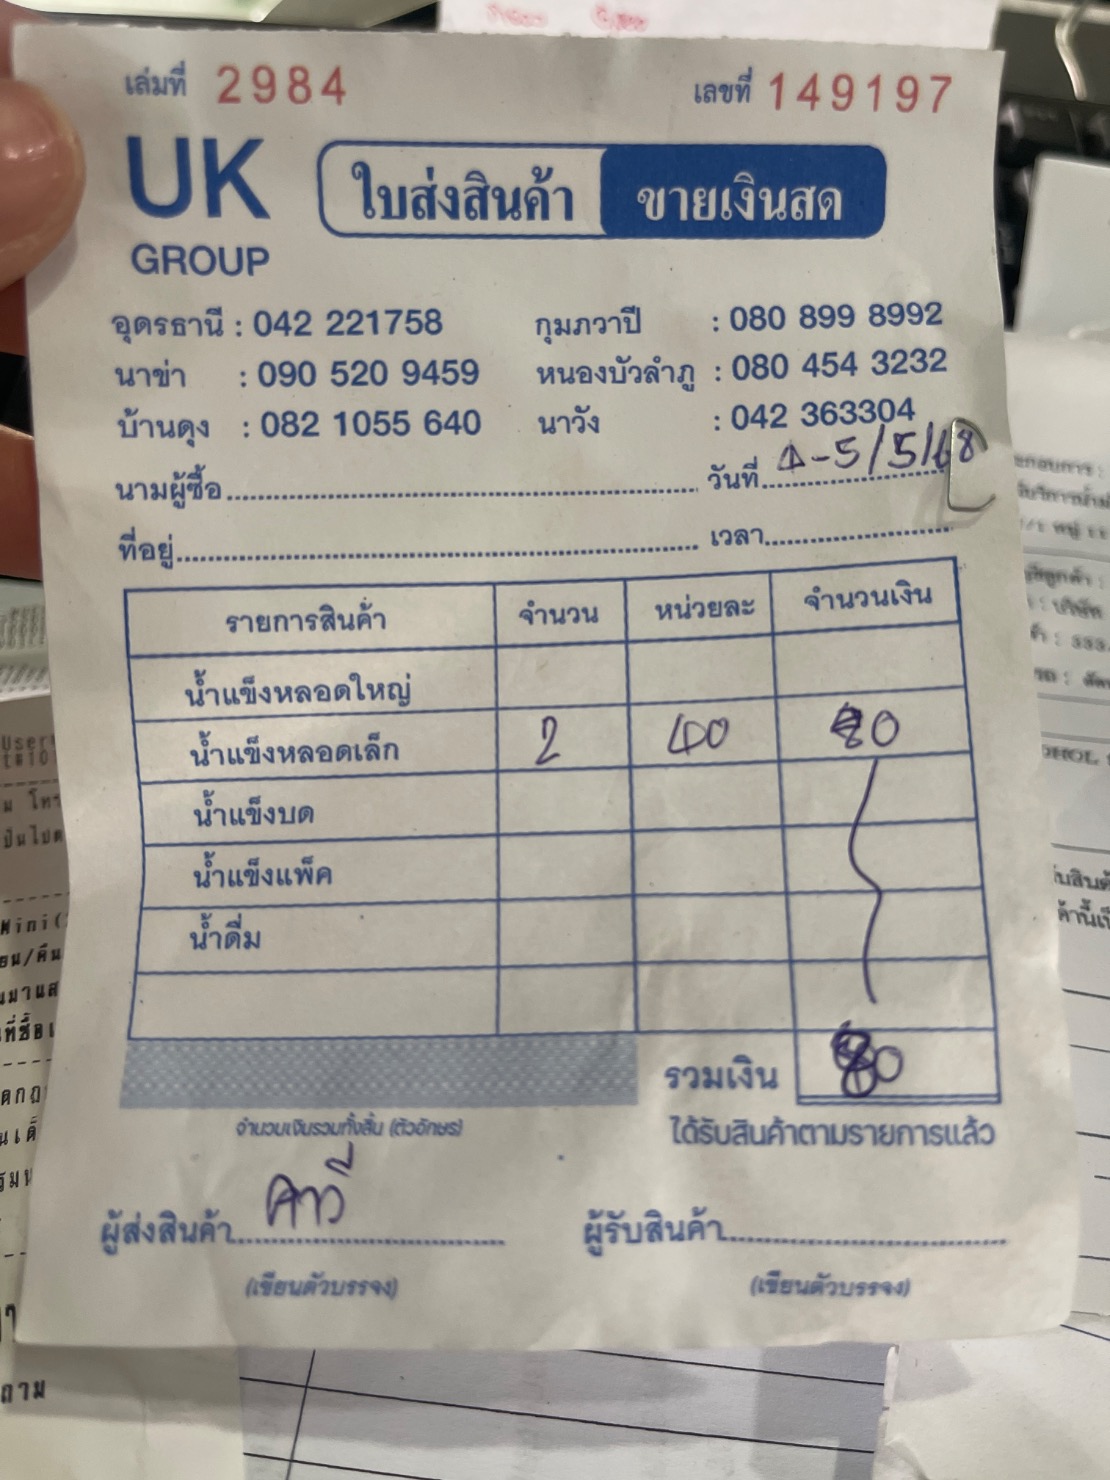 เล่มที่ 2984 เลขที่ 149197
UK GROUP
ใบส่งสินค้า ขายเงินสด
อุดรธานี : 042 221758 กุมภวาปี : 080 899 8992
นาข่า : 090 520 9459 หนองบัวลำภู : 080 454 3232
บ้านดุง : 082 1055 640 นาวัง : 042 363304
นามผู้ซื้อ วันที่ 4-5/5/68
ที่อยู่ เวลา
รายการสินค้า จำนวน หน่วยละ จำนวนเงิน
น้ำแข็งหลอดใหญ่
น้ำแข็งหลอดเล็ก 2 40 80
น้ำแข็งบด
น้ำแข็งแพ็ค
น้ำดื่ม
รวมเงิน 80
จำนวนเงินรวมทั้งสิ้น (ตัวอักษร) ได้รับสินค้าตามรายการแล้ว
ผู้ส่งสินค้า ผู้รับสินค้า
(เขียนตัวบรรจง) (เขียนตัวบรรจง)